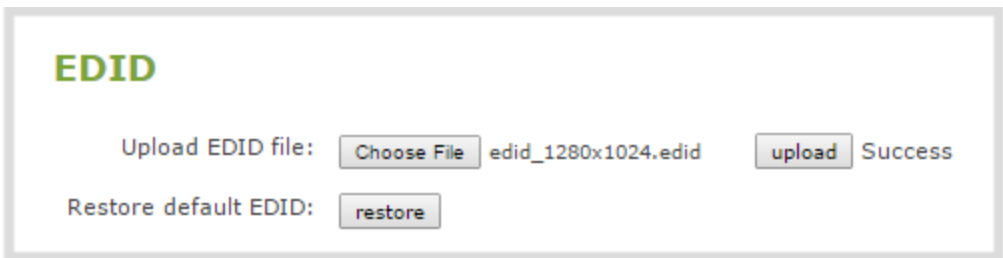 EDID
Upload EDID file: Choose File edid_1280x1024.edid upload Success
Restore default EDID: restore